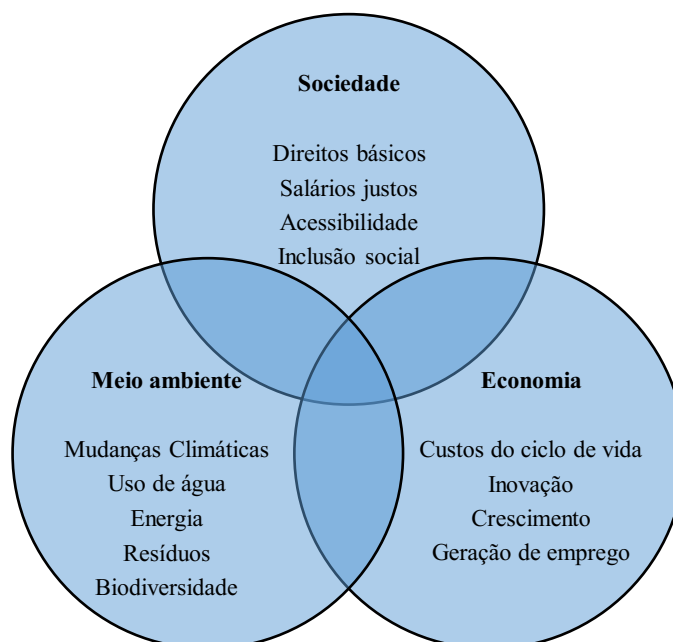 Sociedade
Direitos básicos
Salários justos
Acessibilidade
Inclusão social
Meio ambiente
Mudanças Climáticas
Uso de água
Energia
Resíduos
Biodiversidade
Economia
Custos do ciclo de vida
Inovação
Crescimento
Geração de emprego